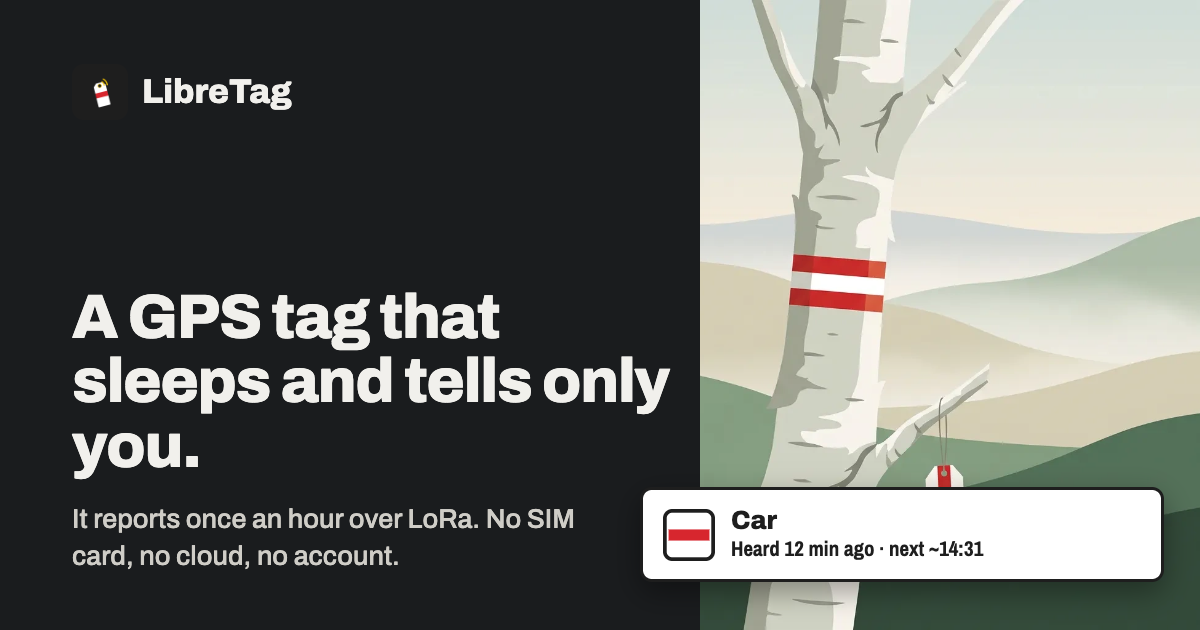 LibreTag
A GPS tag that
sleeps and tells only
you.
It reports once an hour over LoRa. No SIM
card, no cloud, no account.
Car
Heard 12 min ago · next ~14:31